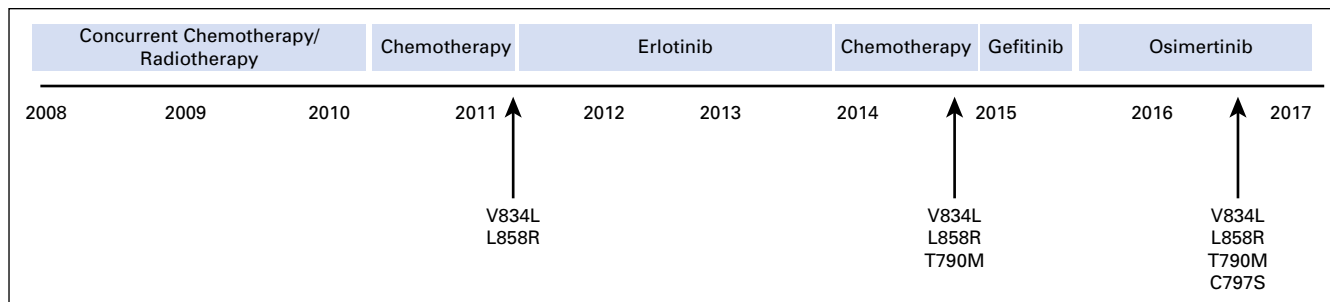 Concurrent Chemotherapy/
Radiotherapy
Chemotherapy
Erlotinib
Chemotherapy
Gefitinib
Osimertinib
2008 2009 2010 2011 2012 2013 2014 2015 2016 2017
V834L
L858R
V834L
L858R
T790M
V834L
L858R
T790M
C797S